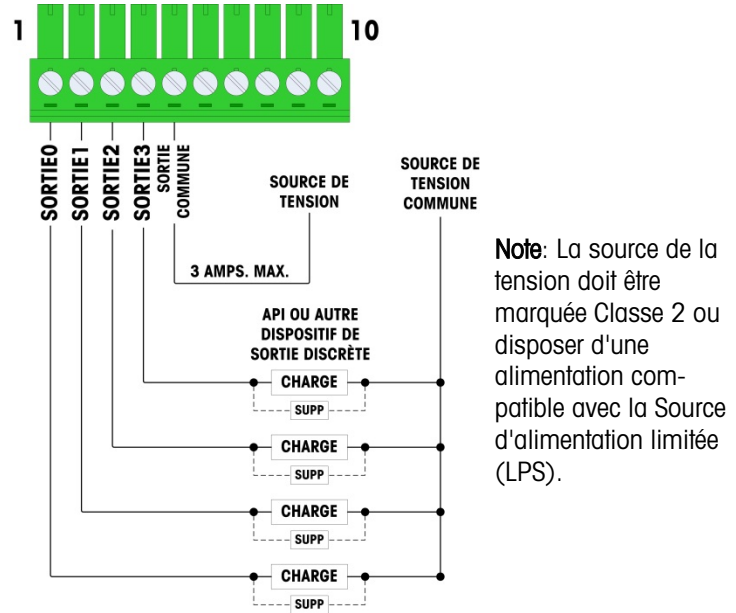 1
10
SORTIE0
SORTIE1
SORTIE2
SORTIE3
SORTIE
COMMUNE
SOURCE DE
TENSION
SOURCE DE
TENSION
COMMUNE
3 AMPS. MAX.
API OU AUTRE
DISPOSITIF DE
SORTIE DISCRÈTE
CHARGE
SUPP
CHARGE
SUPP
CHARGE
SUPP
CHARGE
SUPP
Note: La source de la
tension doit être
marquée Classe 2 ou
disposer d'une
alimentation com-
patible avec la Source
d'alimentation limitée
(LPS).